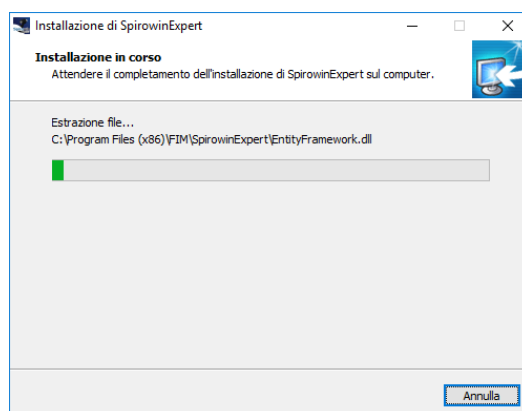 Installazione di SpirowinExpert
Installazione in corso
Attendere il completamento dell'installazione di SpirowinExpert sul computer.
Estrazione file...
C:\Program Files (x86)\FIM\SpirowinExpert\EntityFramework.dll
Annulla